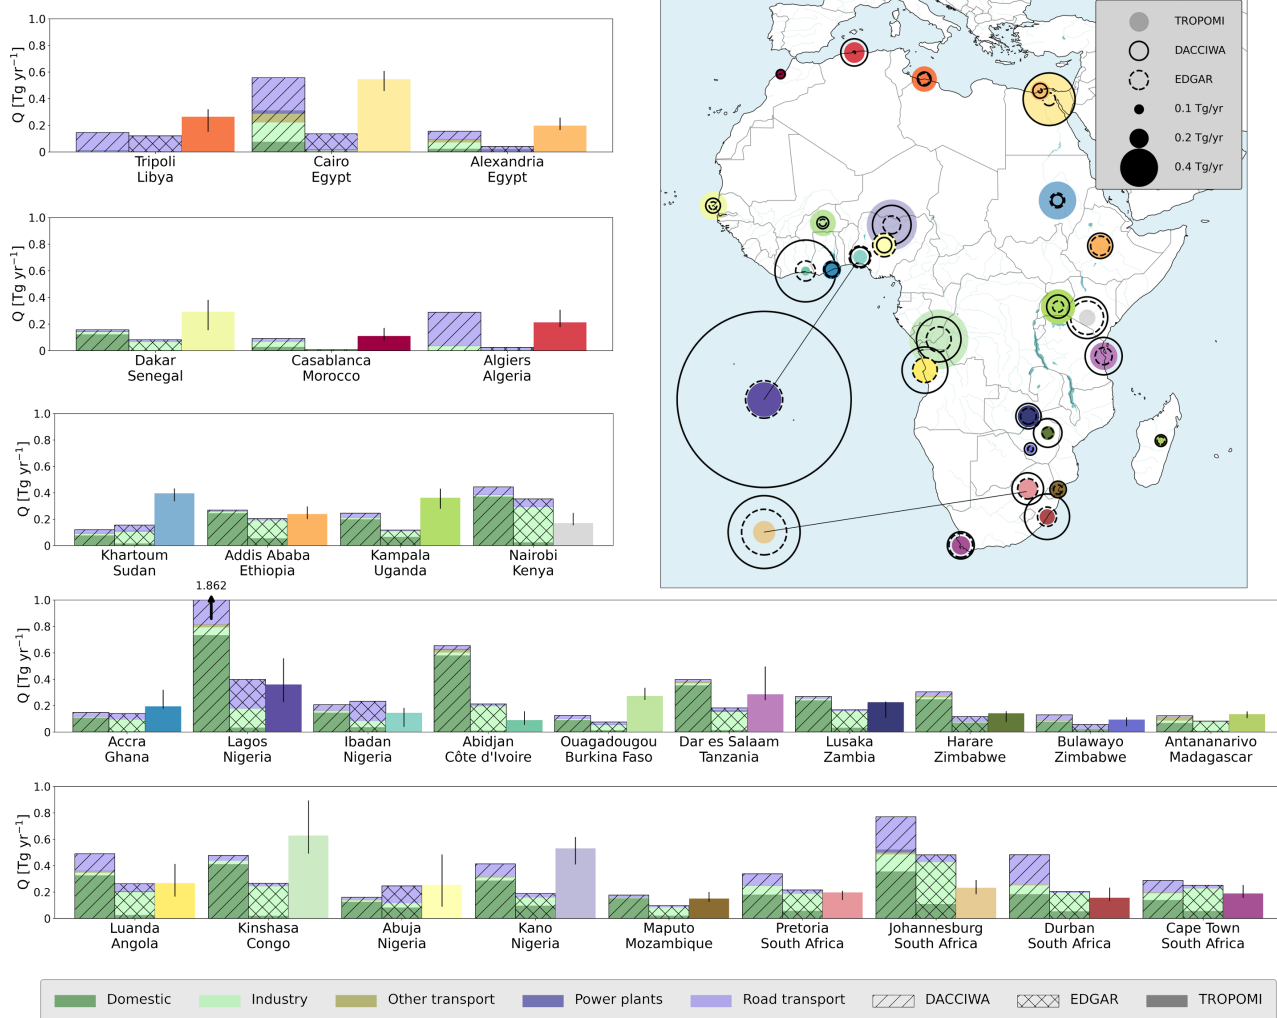 Q [Tg yr⁻¹]
1.0
0.8
0.6
0.4
0.2
0
Tripoli
Libya
Cairo
Egypt
Alexandria
Egypt
Q [Tg yr⁻¹]
1.0
0.8
0.6
0.4
0.2
0
Dakar
Senegal
Casablanca
Morocco
Algiers
Algeria
Q [Tg yr⁻¹]
1.0
0.8
0.6
0.4
0.2
0
Khartoum
Sudan
Addis Ababa
Ethiopia
Kampala
Uganda
Nairobi
Kenya
TROPOMI
DACCIWA
EDGAR
0.1 Tg/yr
0.2 Tg/yr
0.4 Tg/yr
1.862
Q [Tg yr⁻¹]
1.0
0.8
0.6
0.4
0.2
0
Accra
Ghana
Lagos
Nigeria
Ibadan
Nigeria
Abidjan
Côte d'Ivoire
Ouagadougou
Burkina Faso
Dar es Salaam
Tanzania
Lusaka
Zambia
Harare
Zimbabwe
Bulawayo
Zimbabwe
Antananarivo
Madagascar
Q [Tg yr⁻¹]
1.0
0.8
0.6
0.4
0.2
0
Luanda
Angola
Kinshasa
Congo
Abuja
Nigeria
Kano
Nigeria
Maputo
Mozambique
Pretoria
South Africa
Johannesburg
South Africa
Durban
South Africa
Cape Town
South Africa
Domestic
Industry
Other transport
Power plants
Road transport
DACCIWA
EDGAR
TROPOMI